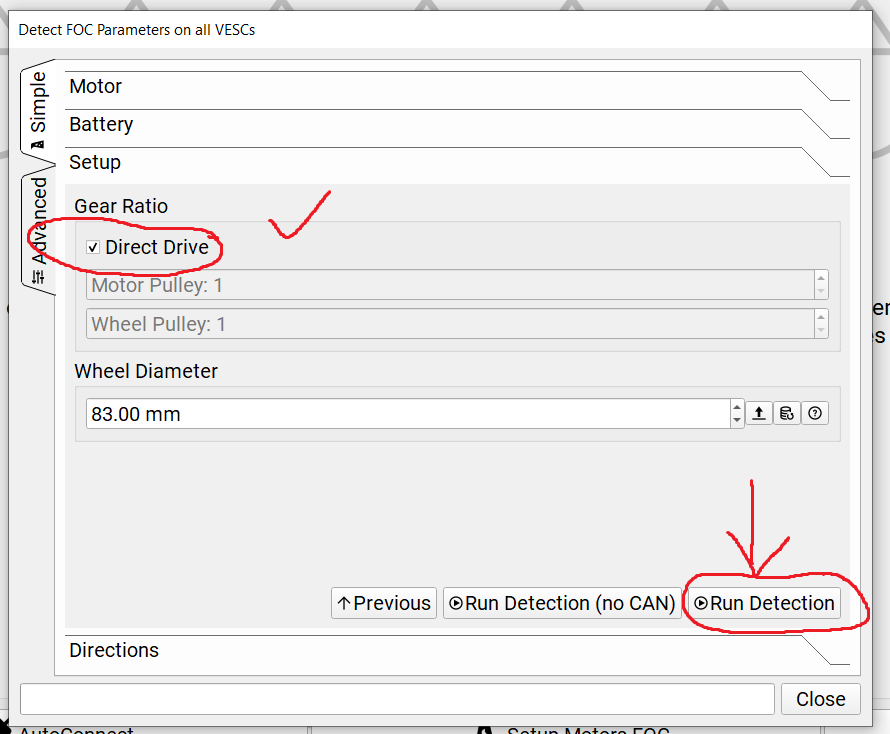 Detect FOC Parameters on all VESCs
Simple
Advanced
Motor
Battery
Setup
Gear Ratio
Direct Drive
Motor Pulley: 1
Wheel Pulley: 1
Wheel Diameter
83.00 mm
Previous
Run Detection (no CAN)
Run Detection
Directions
Close
AutoConnect
Setup Motors FOC